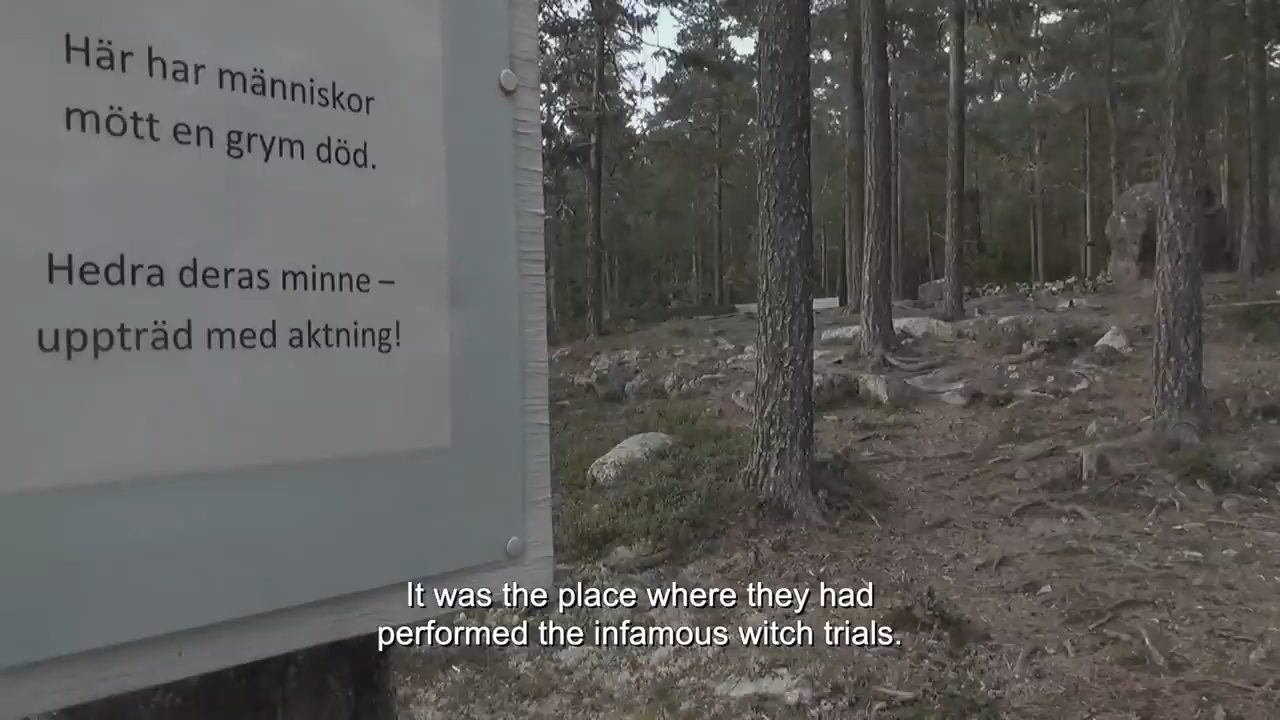 Här har människor
mött en grym död.
Hedra deras minne –
uppträd med aktning!
It was the place where they had
performed the infamous witch trials.